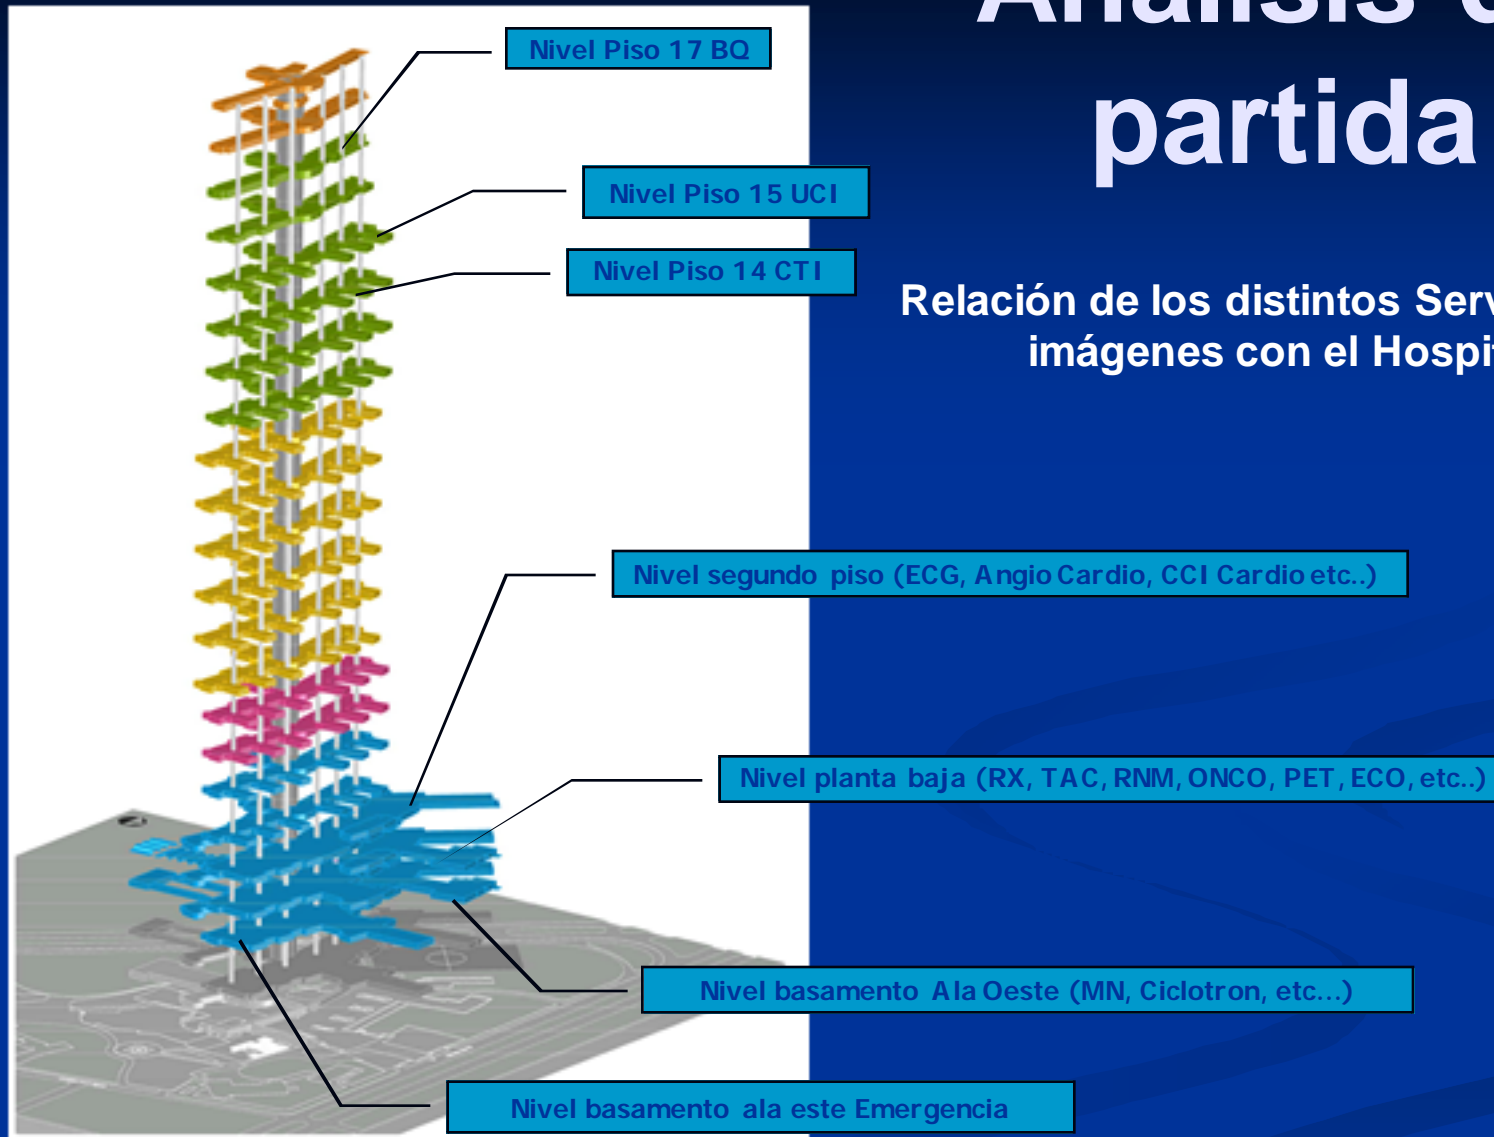 Análisis
partida
Relación de los distintos
imágenes con el
Nivel Piso 17 BQ
Nivel Piso 15 UCI
Nivel Piso 14 CTI
Nivel segundo piso (ECG, Angio Cardio, CCI Cardio etc..)
Nivel planta baja (RX, TAC, RNM, ONCO, PET, ECO, etc..)
Nivel basamento Ala Oeste (MN, Ciclotron, etc...)
Nivel basamento ala este Emergencia